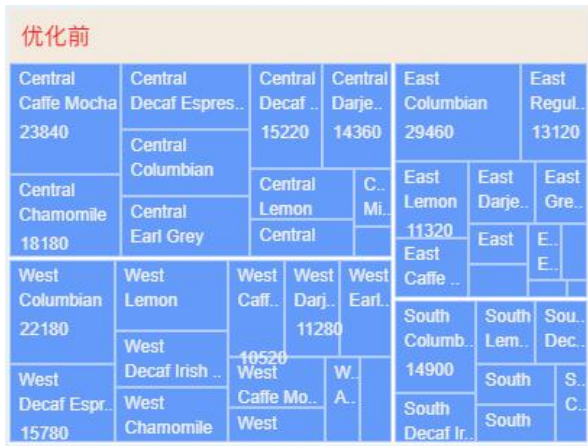 优化前
Central
Caffe Mocha
23840
Central
Decaf Espres..
Central
Decaf ..
15220
Central
Darje..
14360
Central
Columbian
Central
Chamomile
18180
Central
Earl Grey
Central
Lemon
C..
Mi..
Central
East
Columbian
29460
East
Regul..
13120
East
Lemon
11320
East
Darje..
East
Gre..
East
Caffe ..
East
E..
E..
West
Columbian
22180
West
Lemon
West
Caff..
10520
West
Darj..
11280
West
Earl..
West
Decaf Irish ..
West
Decaf Espr..
15780
West
Chamomile
West
Caffe Mo..
W..
A..
West
South
Columb..
14900
South
Lem..
Sou..
Dec..
South
Decaf Ir..
South
S..
C..
South